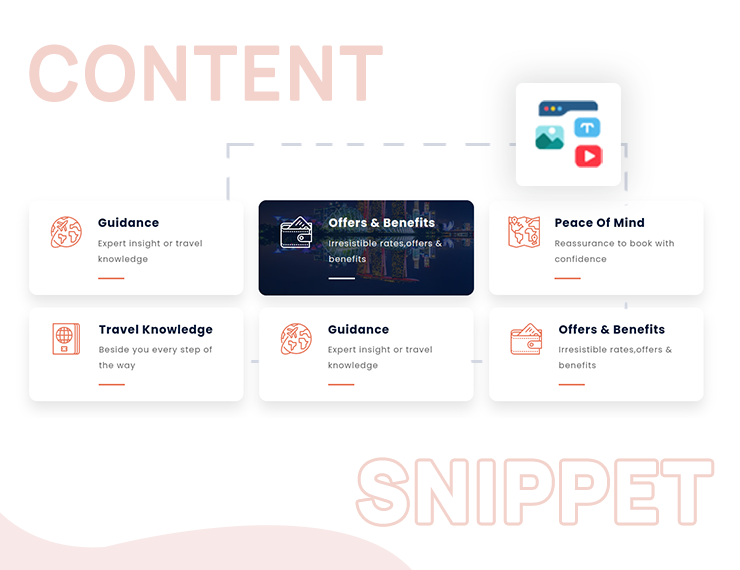 CONTENT
Guidance
Expert insight or travel
knowledge
Offers & Benefits
Irresistible rates,offers &
benefits
Peace Of Mind
Reassurance to book with
confidence
Travel Knowledge
Beside you every step of
the way
Guidance
Expert insight or travel
knowledge
Offers & Benefits
Irresistible rates,offers &
benefits
SNIPPET